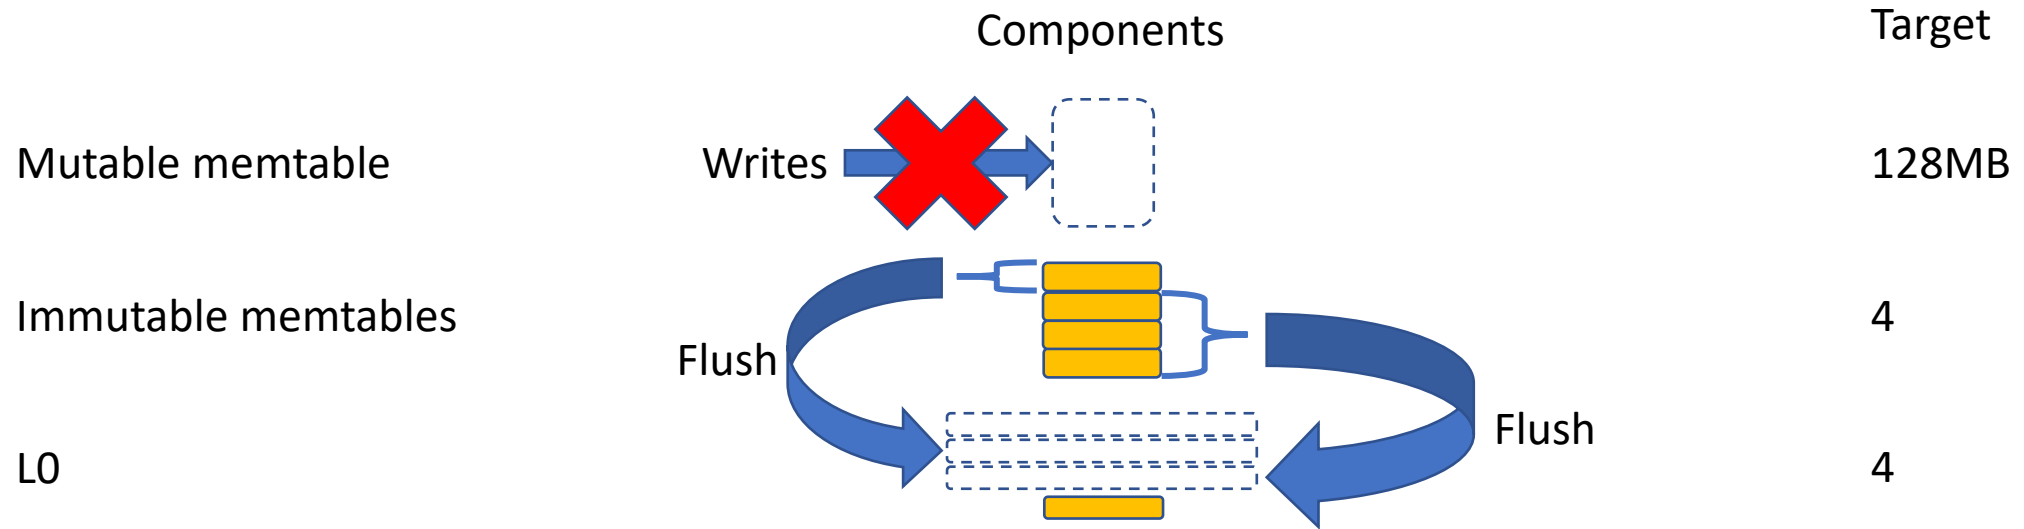 Components Target
Mutable memtable Writes 128MB
Immutable memtables 4
Flush
Flush
L0 4